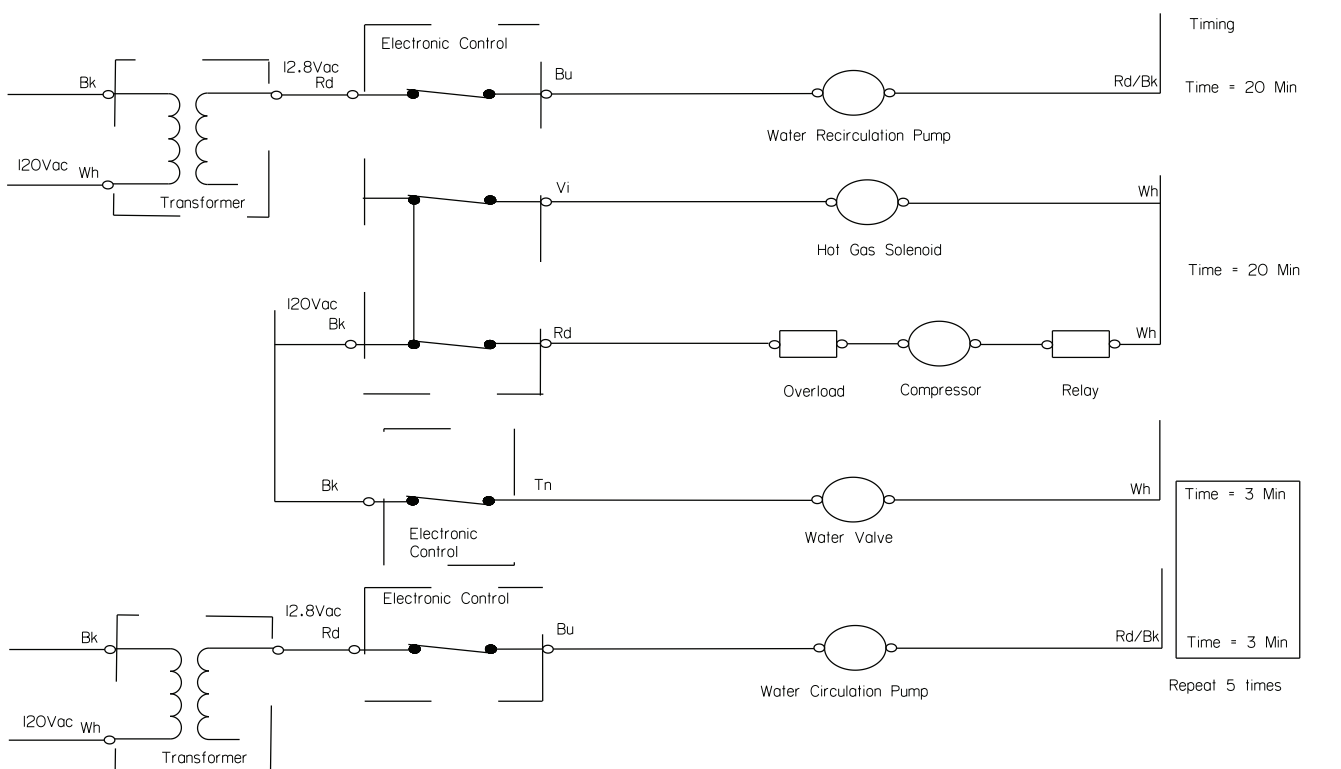 Timing
Electronic Control
12.8Vac
Bk
Rd
Bu
Rd/Bk
Time = 20 Min
Water Recirculation Pump
120Vac
Wh
Transformer
Vi
Wh
Hot Gas Solenoid
Time = 20 Min
120Vac
Bk
Rd
Wh
Overload
Compressor
Relay
Bk
Tn
Wh
Time = 3 Min
Electronic
Control
Water Valve
Electronic Control
12.8Vac
Bk
Rd
Bu
Rd/Bk
Time = 3 Min
Water Circulation Pump
Repeat 5 times
120Vac
Wh
Transformer